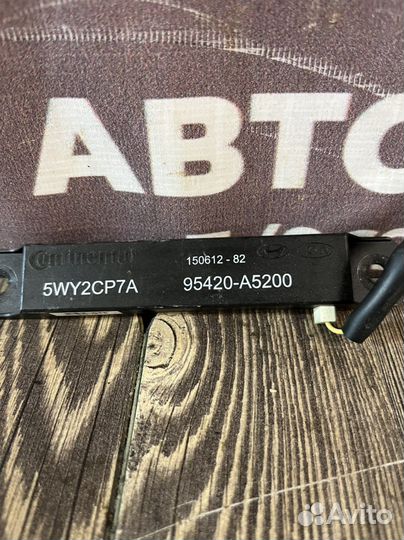 АВТО
Continental
150612 - 82
5WY2CP7A
95420-A5200
Avito